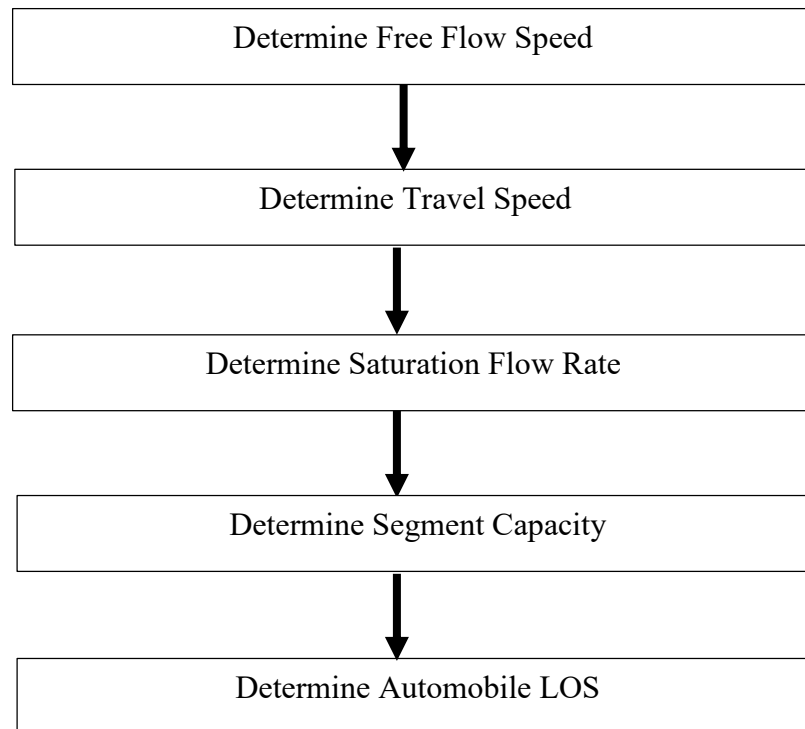 Determine Free Flow Speed
Determine Travel Speed
Determine Saturation Flow Rate
Determine Segment Capacity
Determine Automobile LOS